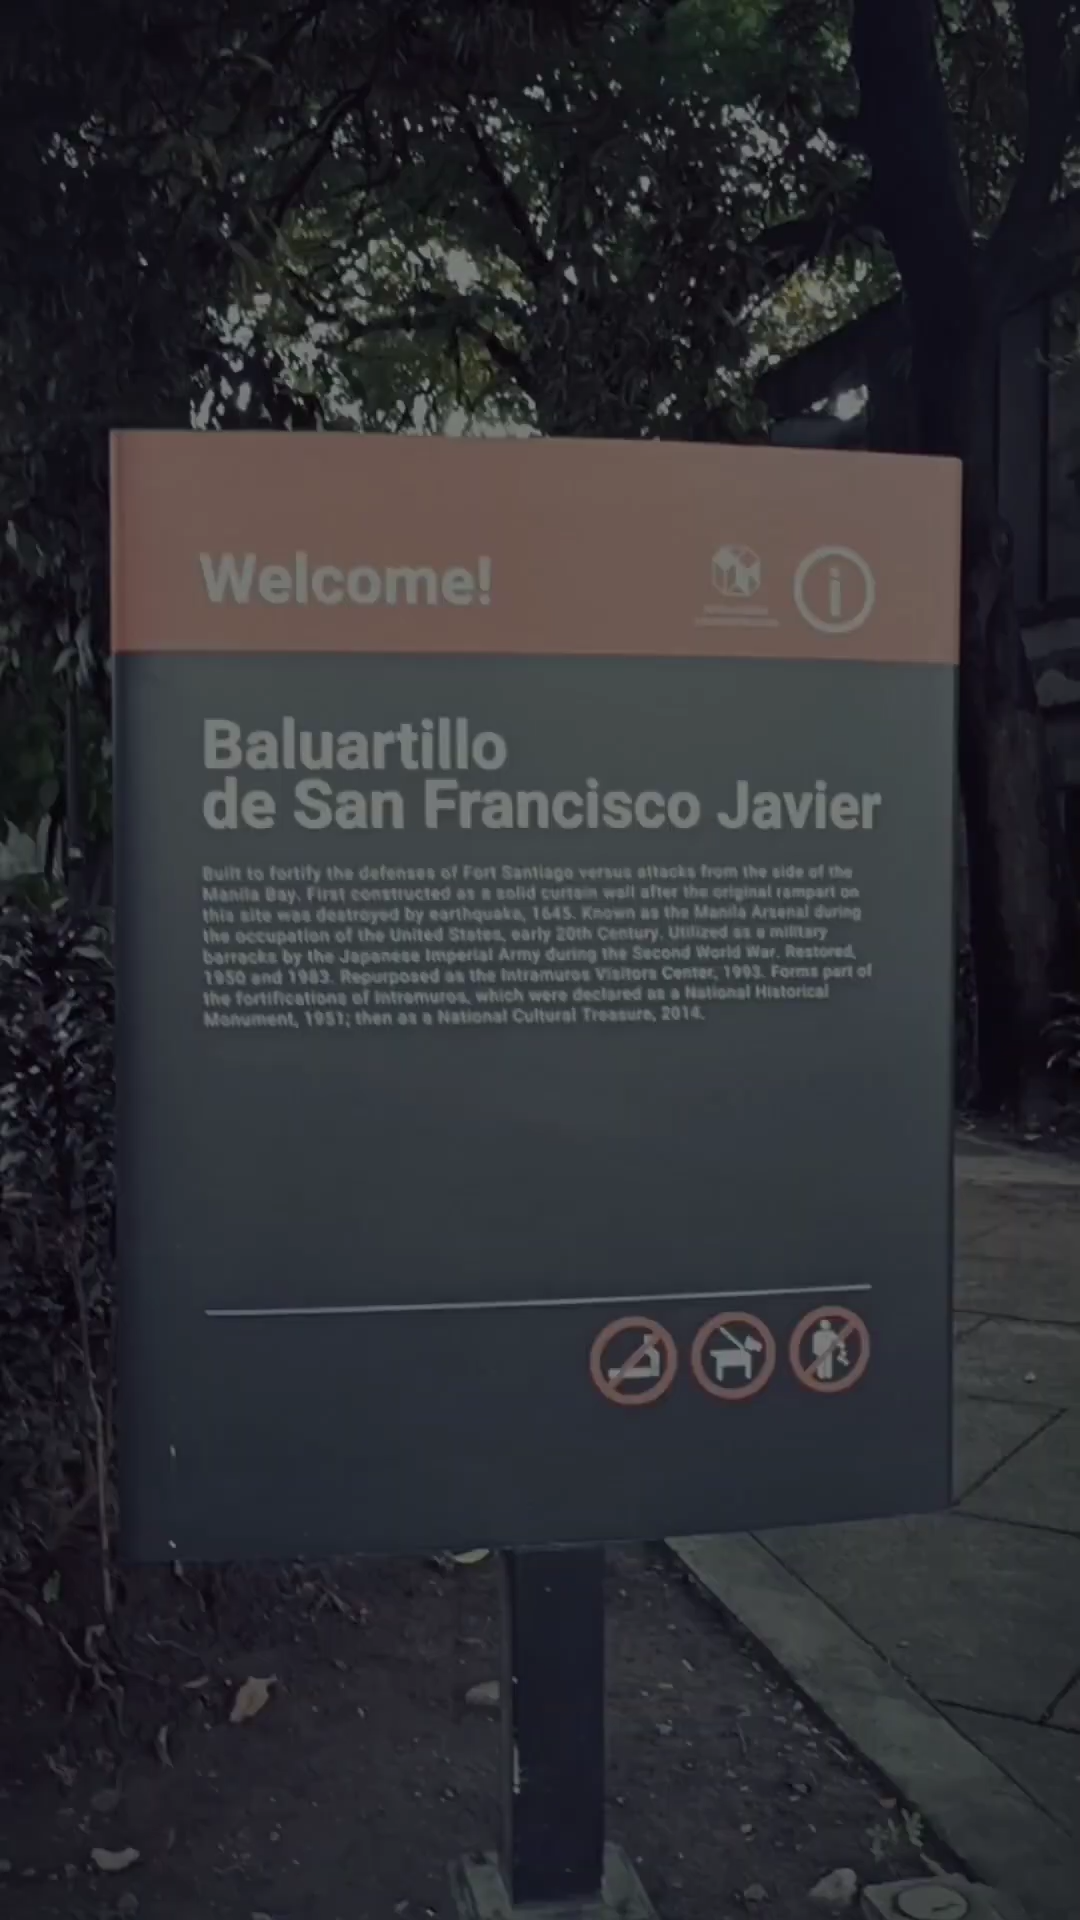 Welcome!
i
Baluartillo
de San Francisco Javier
Built to fortify the defenses of Fort Santiago versus attacks from the side of the
Manila Bay. First constructed as a solid curtain wall after the original rampart on
this site was destroyed by earthquake, 1645. Known as the Manila Arsenal during
the occupation of the United States, early 20th Century. Utilized as a military
barracks by the Japanese Imperial Army during the Second World War. Restored,
1950 and 1983. Repurposed as the Intramuros Visitors Center, 1993. Forms part of
the fortifications of Intramuros, which were declared as a National Historical
Monument, 1951; then as a National Cultural Treasure, 2014.